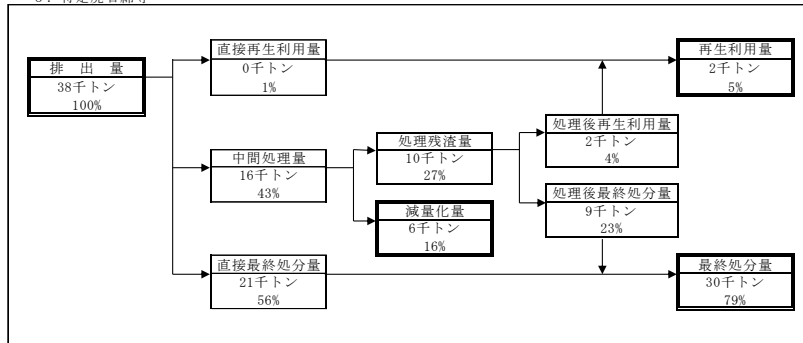 排 出 量
38千トン
100%
直接再生利用量
0千トン
1%
再生利用量
2千トン
5%
中間処理量
16千トン
43%
処理残渣量
10千トン
27%
処理後再生利用量
2千トン
4%
減量化量
6千トン
16%
処理後最終処分量
9千トン
23%
直接最終処分量
21千トン
56%
最終処分量
30千トン
79%